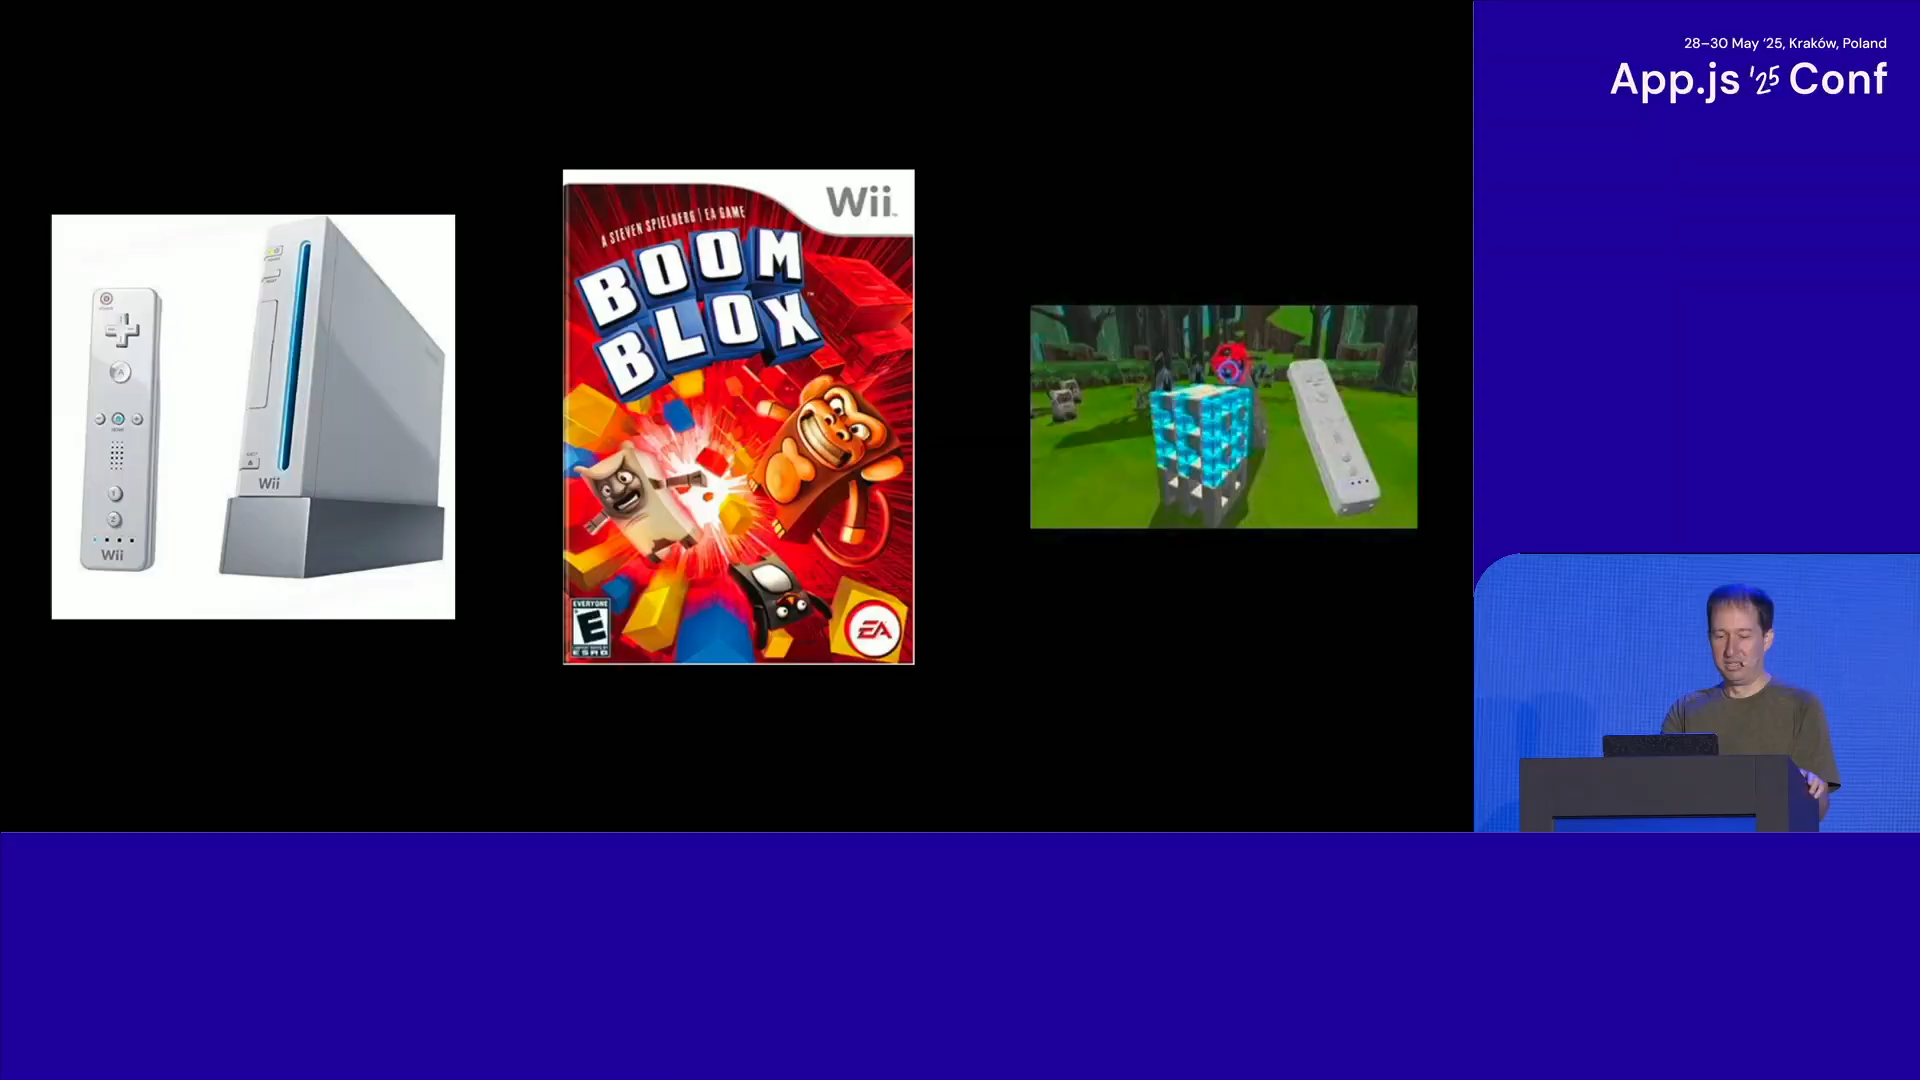 28–30 May '25, Kraków, Poland
App.js '25 Conf
Wii
Wii
Wii
A STEVEN SPIELBERG | EA GAME
BOOM
BLOX
EVERYONE
E
ESRB
EA
A